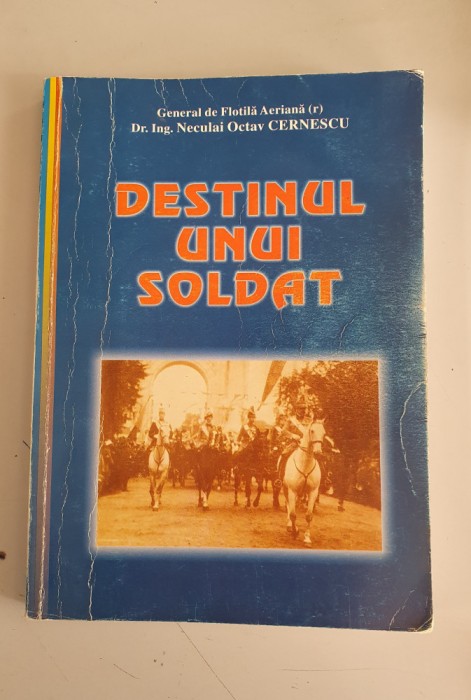 General de Flotilă Aeriană (r)
Dr. Ing. Neculai Octav CERNESCU
DESTINUL
UNUI
SOLDAT